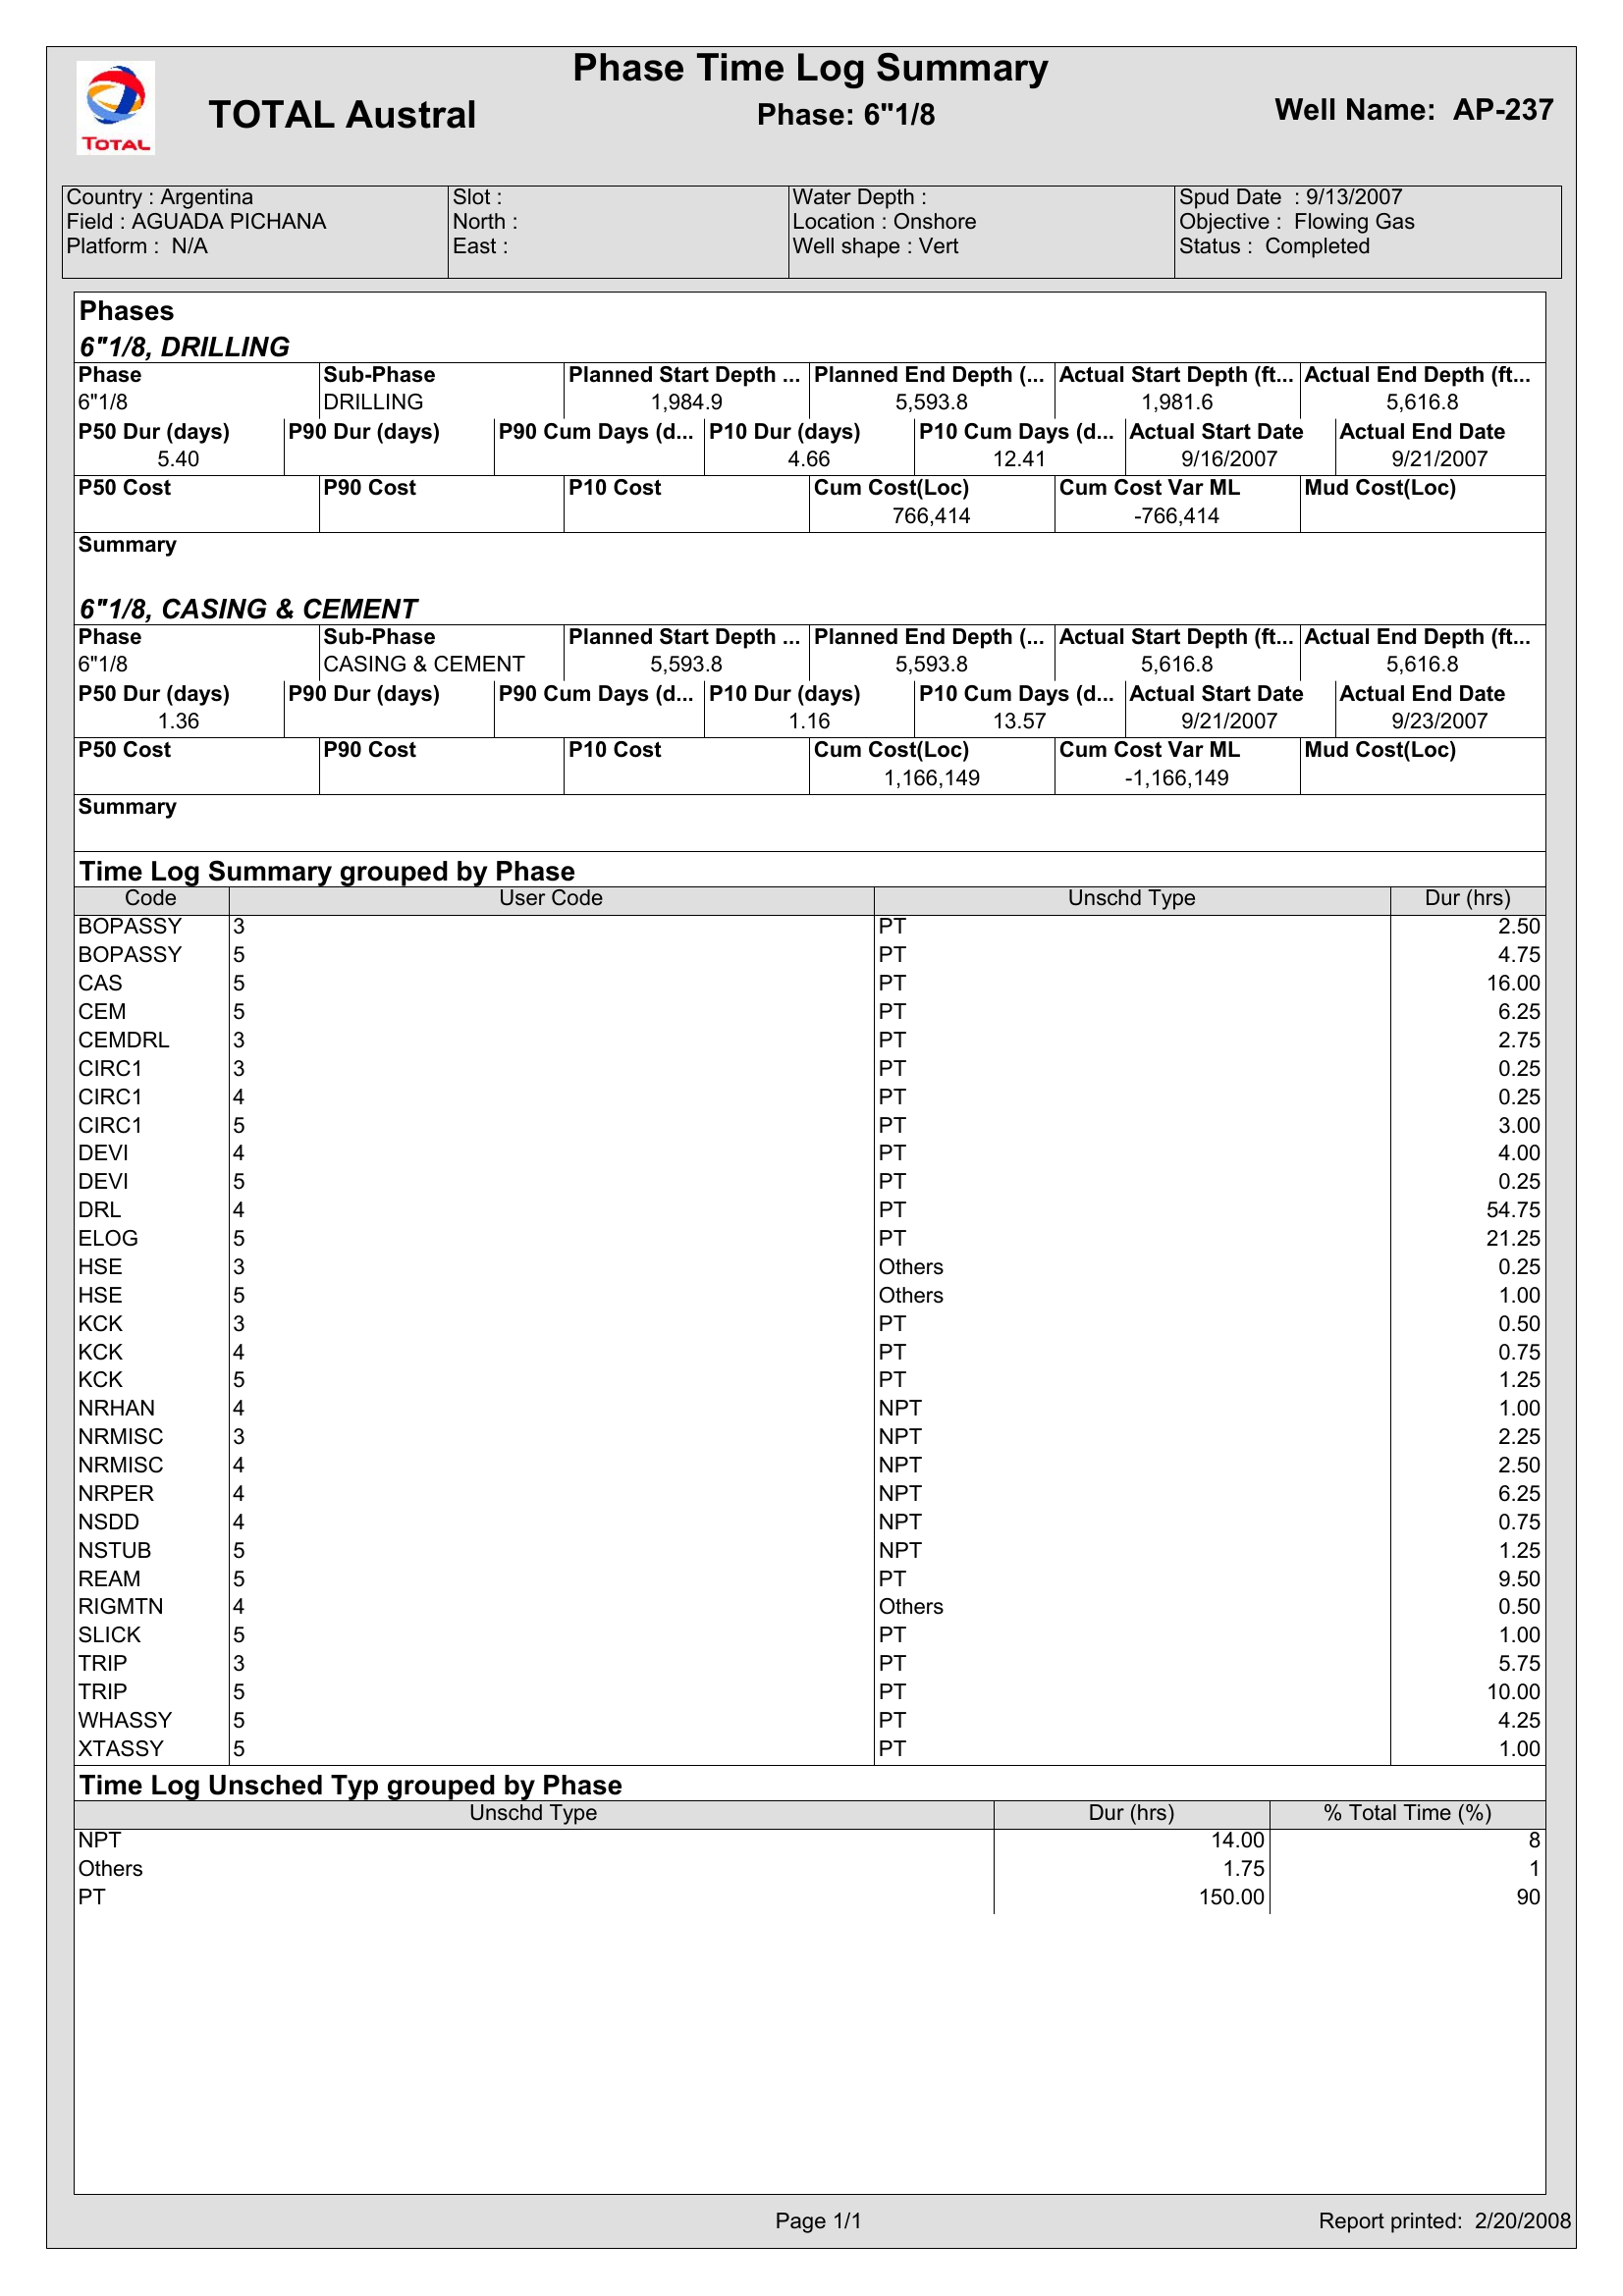 Phase Time Log Summary
TOTAL Austral
Phase: 6"1/8
Well Name: AP-237
TOTAL
Country : Argentina
Field : AGUADA PICHANA
Platform : N/A
Slot :
North :
East :
Water Depth :
Location : Onshore
Well shape : Vert
Spud Date : 9/13/2007
Objective : Flowing Gas
Status : Completed
Phases
6"1/8, DRILLING
Phase Sub-Phase Planned Start Depth ... Planned End Depth (... Actual Start Depth (ft... Actual End Depth (ft...
6"1/8 DRILLING 1,984.9 5,593.8 1,981.6 5,616.8
P50 Dur (days) P90 Dur (days) P90 Cum Days (d... P10 Dur (days) P10 Cum Days (d... Actual Start Date Actual End Date
5.40 4.66 12.41 9/16/2007 9/21/2007
P50 Cost P90 Cost P10 Cost Cum Cost(Loc) Cum Cost Var ML Mud Cost(Loc)
766,414 -766,414
Summary
6"1/8, CASING & CEMENT
Phase Sub-Phase Planned Start Depth ... Planned End Depth (... Actual Start Depth (ft... Actual End Depth (ft...
6"1/8 CASING & CEMENT 5,593.8 5,593.8 5,616.8 5,616.8
P50 Dur (days) P90 Dur (days) P90 Cum Days (d... P10 Dur (days) P10 Cum Days (d... Actual Start Date Actual End Date
1.36 1.16 13.57 9/21/2007 9/23/2007
P50 Cost P90 Cost P10 Cost Cum Cost(Loc) Cum Cost Var ML Mud Cost(Loc)
1,166,149 -1,166,149
Summary
Time Log Summary grouped by Phase
Code User Code Unschd Type Dur (hrs)
BOPASSY 3 PT 2.50
BOPASSY 5 PT 4.75
CAS 5 PT 16.00
CEM 5 PT 6.25
CEMDRL 3 PT 2.75
CIRC1 3 PT 0.25
CIRC1 4 PT 0.25
CIRC1 5 PT 3.00
DEVI 4 PT 4.00
DEVI 5 PT 0.25
DRL 4 PT 54.75
ELOG 5 PT 21.25
HSE 3 Others 0.25
HSE 5 Others 1.00
KCK 3 PT 0.50
KCK 4 PT 0.75
KCK 5 PT 1.25
NRHAN 4 NPT 1.00
NRMISC 3 NPT 2.25
NRMISC 4 NPT 2.50
NRPER 4 NPT 6.25
NSDD 4 NPT 0.75
NSTUB 5 NPT 1.25
REAM 5 PT 9.50
RIGMTN 4 Others 0.50
SLICK 5 PT 1.00
TRIP 3 PT 5.75
TRIP 5 PT 10.00
WHASSY 5 PT 4.25
XTASSY 5 PT 1.00
Time Log Unsched Typ grouped by Phase
Unschd Type Dur (hrs) % Total Time (%)
NPT 14.00 8
Others 1.75 1
PT 150.00 90
Page 1/1
Report printed: 2/20/2008